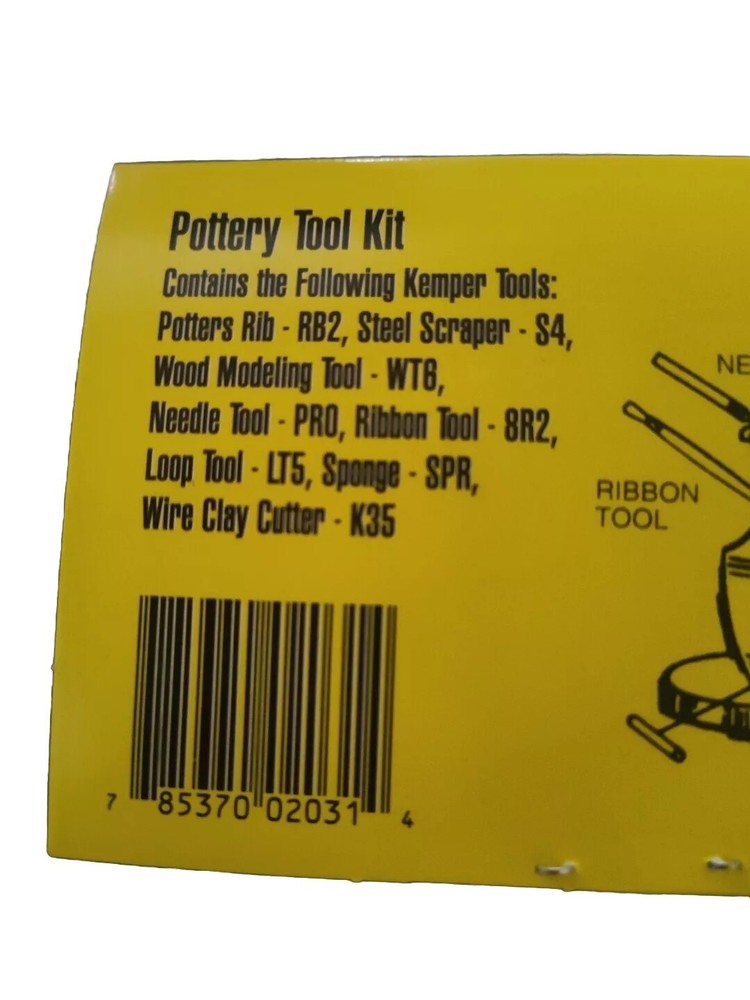 Pottery Tool Kit
Contains the Following Kemper Tools:
Potters Rib - RB2, Steel Scraper - S4,
Wood Modeling Tool - WT6,
Needle Tool - PRO, Ribbon Tool - 8R2,
Loop Tool - LT5, Sponge - SPR,
Wire Clay Cutter - K35
NE
RIBBON
TOOL
7 85370 02031 4